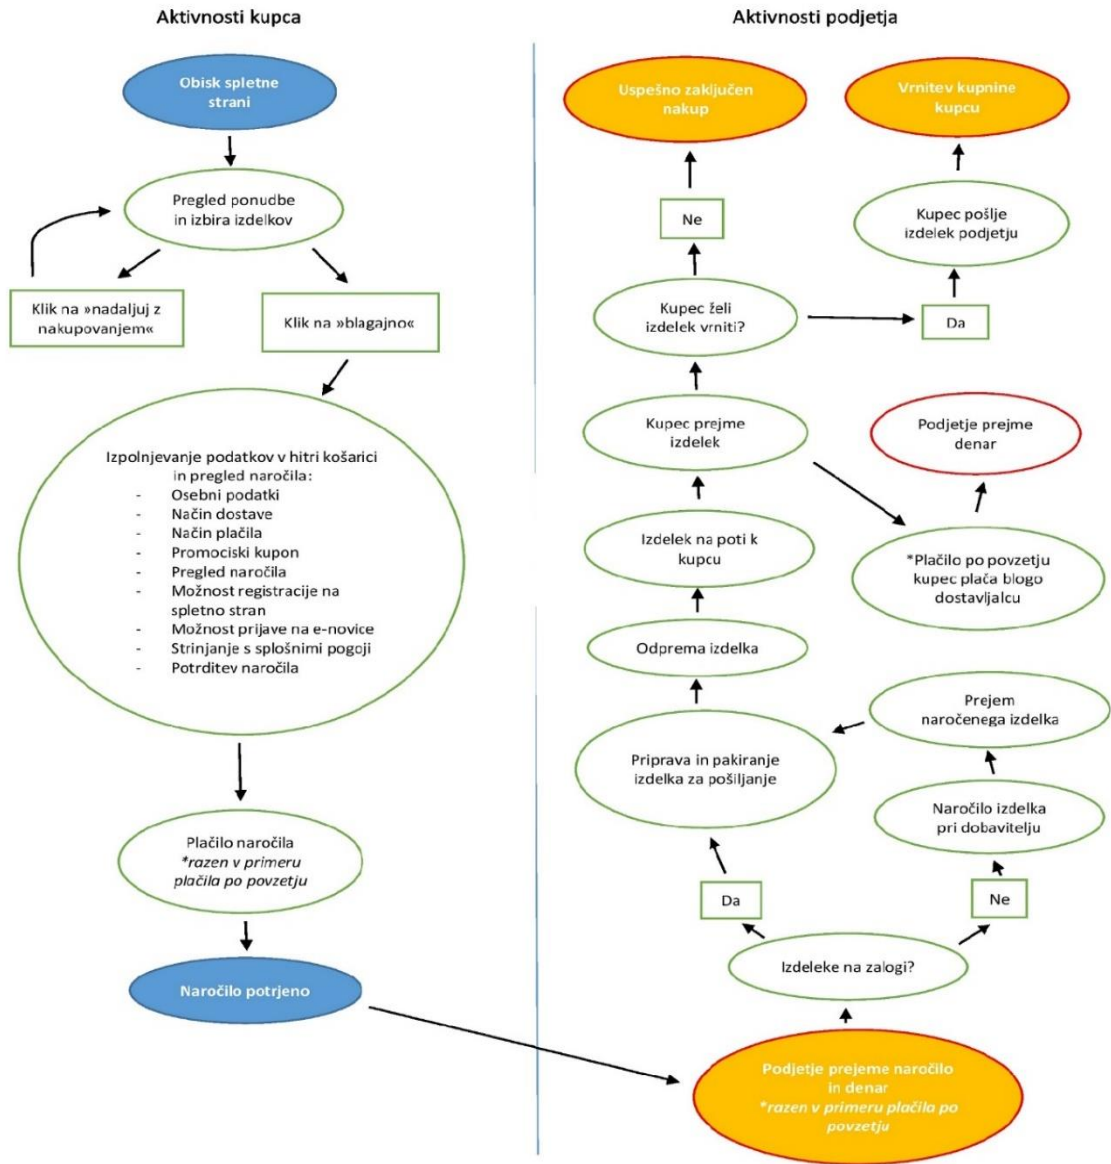 Aktivnosti kupca
Obisk spletne
strani
Pregled ponudbe
in izbira izdelkov
Klik na »nadaljuj z
nakupovanjem«
Klik na »blagajno«
Izpolnjevanje podatkov v hitri košarici
in pregled naročila:
- Osebni podatki
- Način dostave
- Način plačila
- Promociski kupon
- Pregled naročila
- Možnost registracije na
spletno stran
- Možnost prijave na e-novice
- Strinjanje s splošnimi pogoji
- Potrditev naročila
Plačilo naročila
*razen v primeru
plačila po povzetju
Naročilo potrjeno
Aktivnosti podjetja
Uspešno zaključen
nakup
Vrnitev kupnine
kupcu
Ne
Kupec pošlje
izdelek podjetju
Kupec želi
izdelek vrniti?
Da
Kupec prejme
izdelek
Podjetje prejme
denar
Izdelek na poti k
kupcu
*Plačilo po povzetju
kupec plača blogo
dostavljalcu
Odprema izdelka
Prejem
naročenega izdelka
Priprava in pakiranje
izdelka za pošiljanje
Naročilo izdelka
pri dobavitelju
Da
Ne
Izdeleke na zalogi?
Podjetje prejeme naročilo
in denar
*razen v primeru plačila po
povzetju